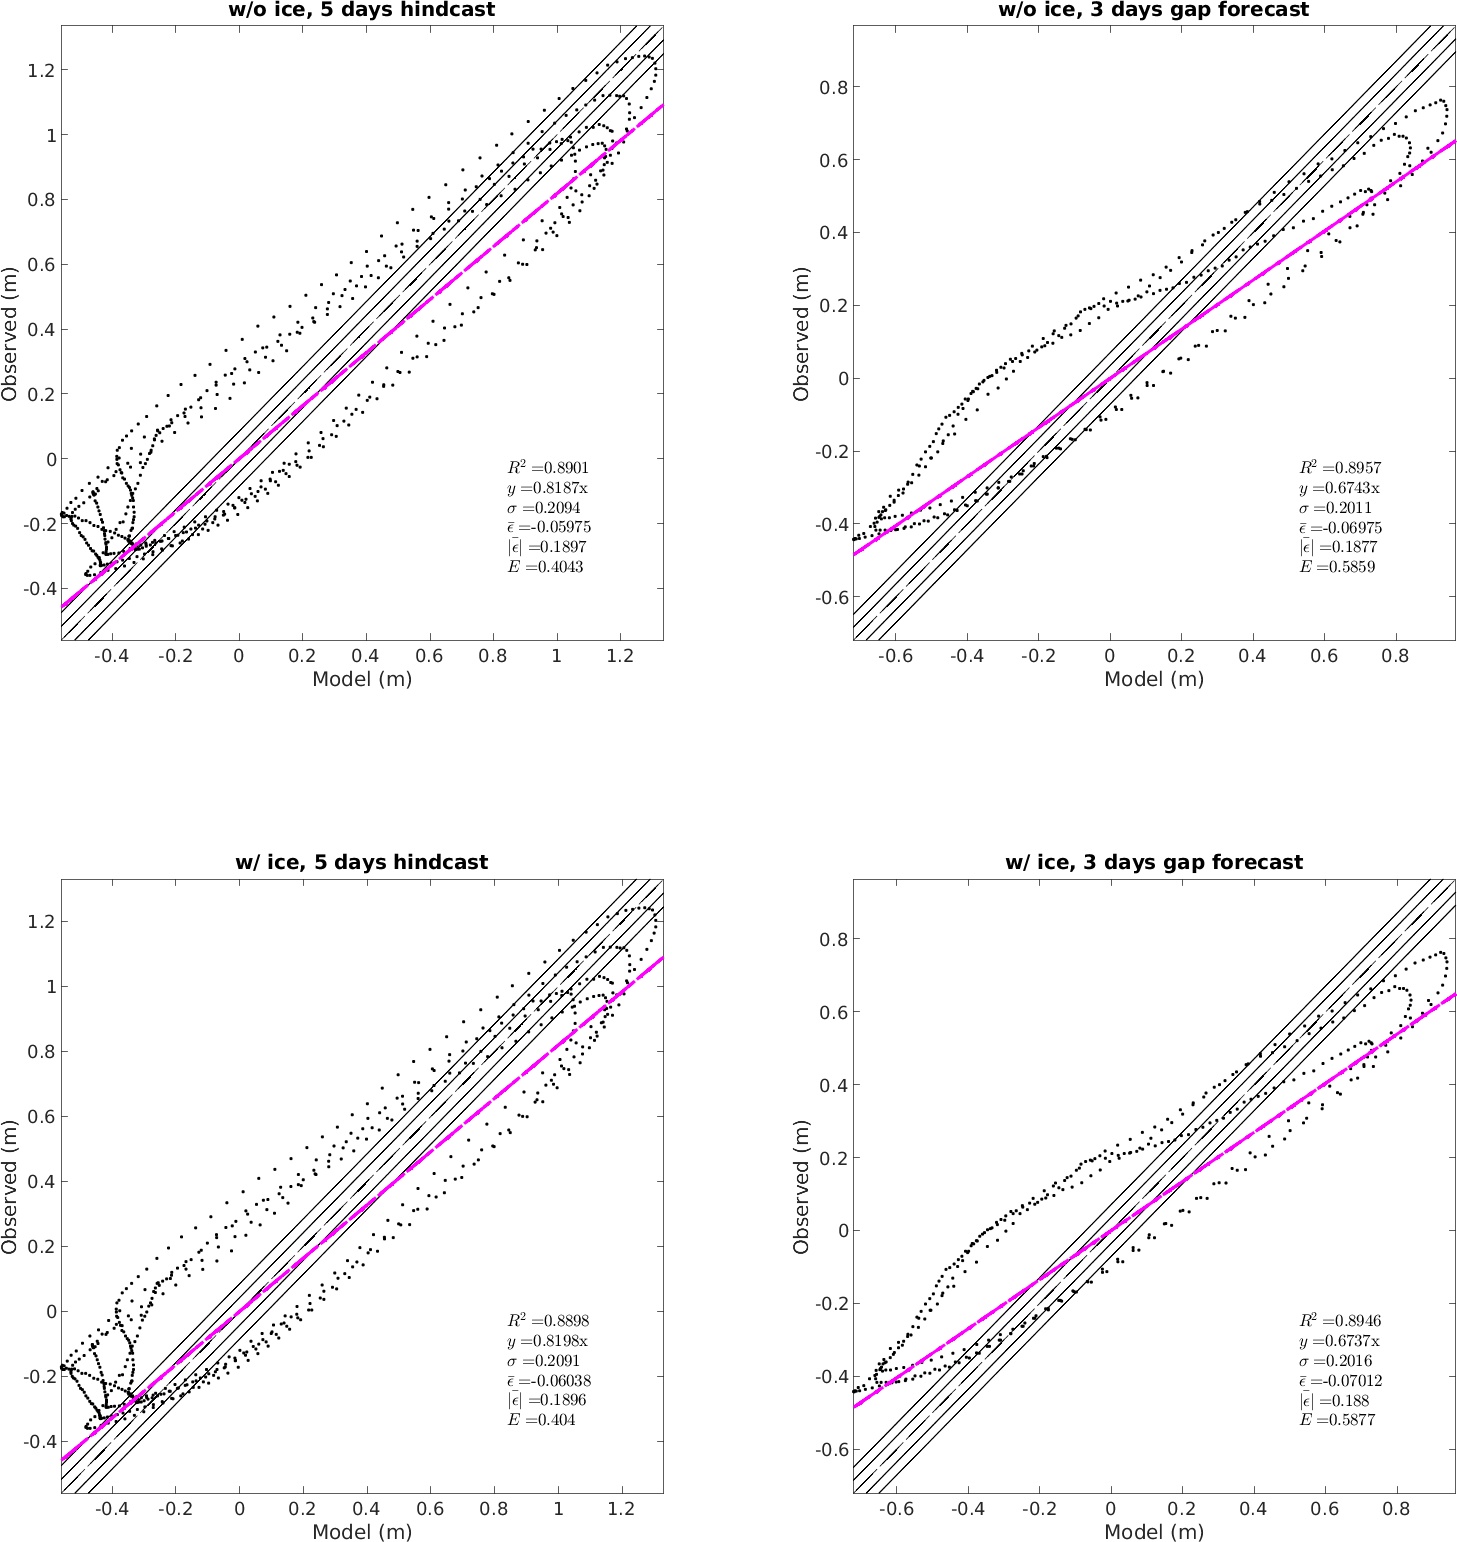 w/o ice, 5 days hindcast
1.2
1
0.8
0.6
0.4
0.2
0
-0.2
-0.4
Observed (m)
R² =0.8901
y =0.8187x
σ =0.2094
ε̄ =-0.05975
|ε̄| =0.1897
E =0.4043
-0.4 -0.2 0 0.2 0.4 0.6 0.8 1 1.2
Model (m)
w/o ice, 3 days gap forecast
0.8
0.6
0.4
0.2
0
-0.2
-0.4
-0.6
Observed (m)
R² =0.8957
y =0.6743x
σ =0.2011
ε̄ =-0.06975
|ε̄| =0.1877
E =0.5859
-0.6 -0.4 -0.2 0 0.2 0.4 0.6 0.8
Model (m)
w/ ice, 5 days hindcast
1.2
1
0.8
0.6
0.4
0.2
0
-0.2
-0.4
Observed (m)
R² =0.8898
y =0.8198x
σ =0.2091
ε̄ =-0.06038
|ε̄| =0.1896
E =0.404
-0.4 -0.2 0 0.2 0.4 0.6 0.8 1 1.2
Model (m)
w/ ice, 3 days gap forecast
0.8
0.6
0.4
0.2
0
-0.2
-0.4
-0.6
Observed (m)
R² =0.8946
y =0.6737x
σ =0.2016
ε̄ =-0.07012
|ε̄| =0.188
E =0.5877
-0.6 -0.4 -0.2 0 0.2 0.4 0.6 0.8
Model (m)